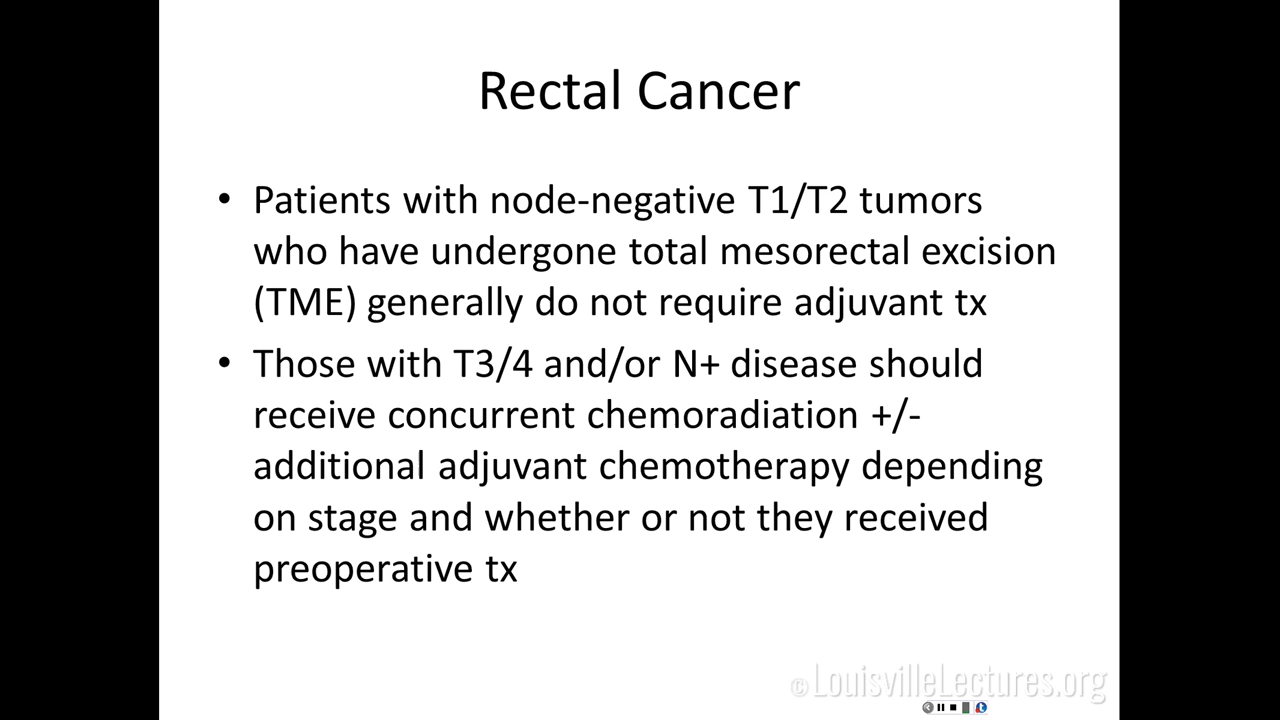 Rectal Cancer
• Patients with node-negative T1/T2 tumors
who have undergone total mesorectal excision
(TME) generally do not require adjuvant tx
• Those with T3/4 and/or N+ disease should
receive concurrent chemoradiation +/-
additional adjuvant chemotherapy depending
on stage and whether or not they received
preoperative tx
©LouisvilleLectures.org